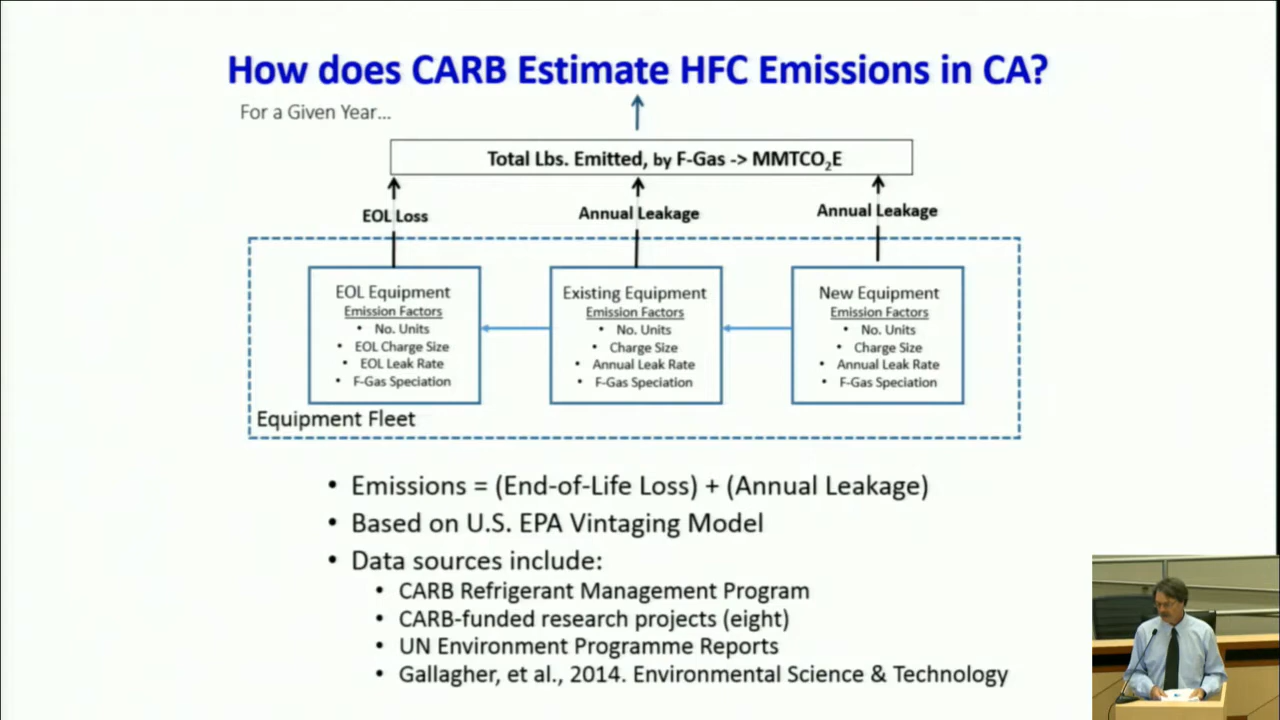 How does CARB Estimate HFC Emissions in CA?
For a Given Year...
Total Lbs. Emitted, by F-Gas -> MMTCO₂E
EOL Loss
Annual Leakage
Annual Leakage
EOL Equipment
Emission Factors
• No. Units
• EOL Charge Size
• EOL Leak Rate
• F-Gas Speciation
Existing Equipment
Emission Factors
• No. Units
• Charge Size
• Annual Leak Rate
• F-Gas Speciation
New Equipment
Emission Factors
• No. Units
• Charge Size
• Annual Leak Rate
• F-Gas Speciation
Equipment Fleet
• Emissions = (End-of-Life Loss) + (Annual Leakage)
• Based on U.S. EPA Vintaging Model
• Data sources include:
• CARB Refrigerant Management Program
• CARB-funded research projects (eight)
• UN Environment Programme Reports
• Gallagher, et al., 2014. Environmental Science & Technology